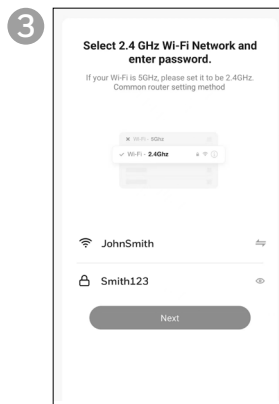 3
Select 2.4 GHz Wi-Fi Network and
enter password.
If your Wi-Fi is 5GHz, please set it to be 2.4GHz.
Common router setting method
Wi-Fi - 5Ghz
Wi-Fi - 2.4Ghz
JohnSmith
Smith123
Next